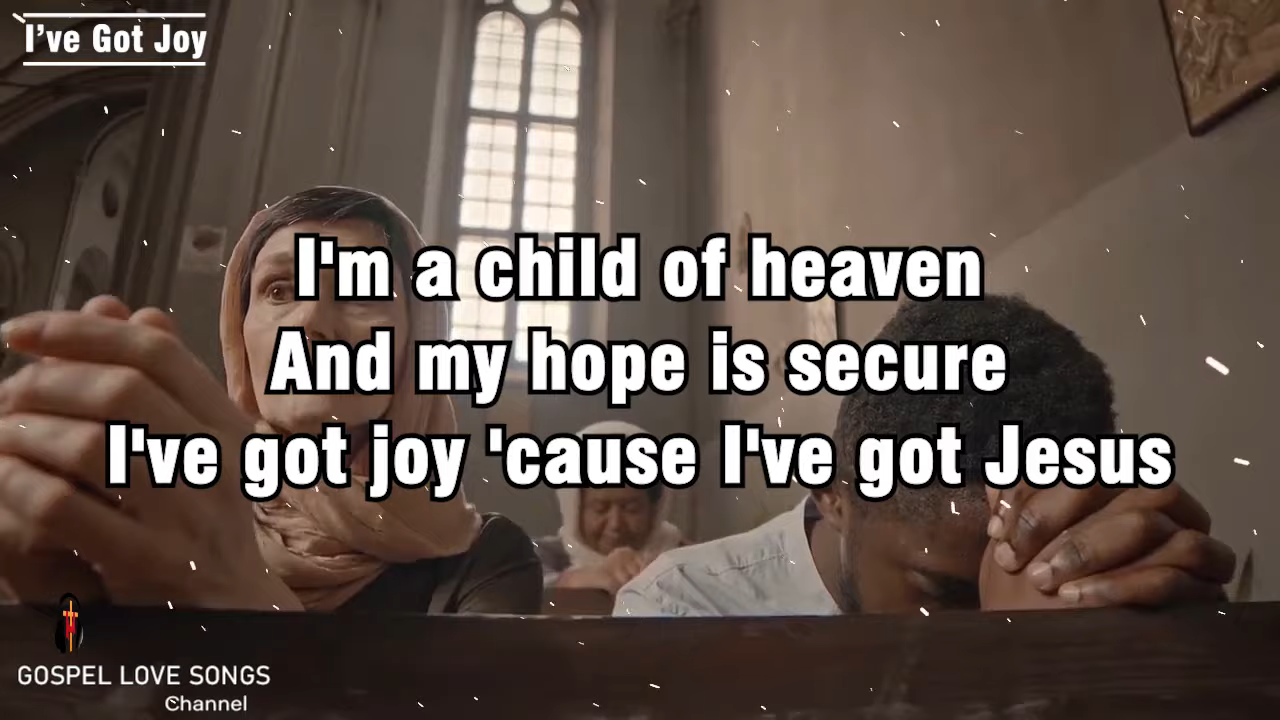 I’ve Got Joy
I'm a child of heaven
And my hope is secure
I've got joy 'cause I've got Jesus
GOSPEL LOVE SONGS
Channel